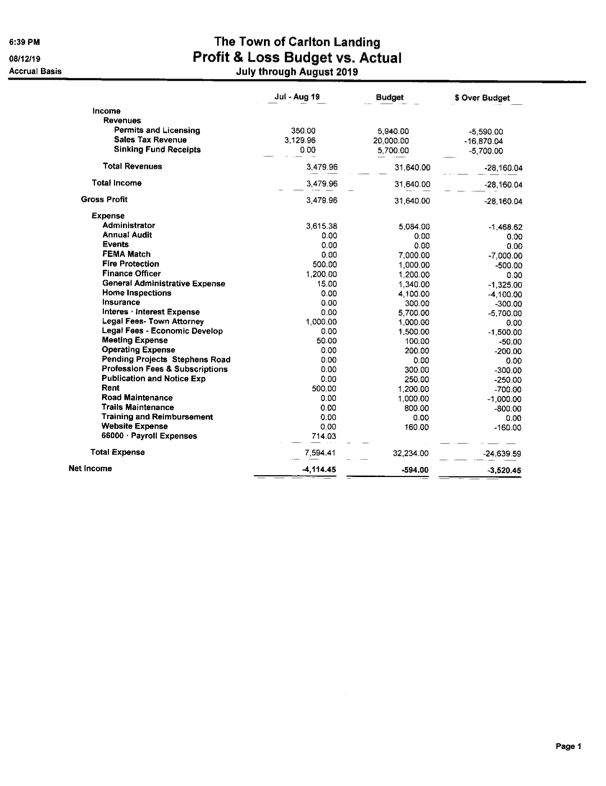 6:39 PM
The Town of Carlton Landing
08/12/19
Profit & Loss Budget vs. Actual
Accrual Basis
July through August 2019
Jul - Aug 19 Budget $ Over Budget
Income
Revenues
Permits and Licensing 350.00 5,940.00 -5,590.00
Sales Tax Revenue 3,129.96 20,000.00 -16,870.04
Sinking Fund Receipts 0.00 5,700.00 -5,700.00
Total Revenues 3,479.96 31,640.00 -28,160.04
Total Income 3,479.96 31,640.00 -28,160.04
Gross Profit 3,479.96 31,640.00 -28,160.04
Expense
Administrator 3,615.38 5,084.00 -1,468.62
Annual Audit 0.00 0.00 0.00
Events 0.00 0.00 0.00
FEMA Match 0.00 7,000.00 -7,000.00
Fire Protection 500.00 1,000.00 -500.00
Finance Officer 1,200.00 1,200.00 0.00
General Administrative Expense 15.00 1,340.00 -1,325.00
Home Inspections 0.00 4,100.00 -4,100.00
Insurance 0.00 300.00 -300.00
Interes · Interest Expense 0.00 5,700.00 -5,700.00
Legal Fees- Town Attorney 1,000.00 1,000.00 0.00
Legal Fees - Economic Develop 0.00 1,500.00 -1,500.00
Meeting Expense 50.00 100.00 -50.00
Operating Expense 0.00 200.00 -200.00
Pending Projects Stephens Road 0.00 0.00 0.00
Profession Fees & Subscriptions 0.00 300.00 -300.00
Publication and Notice Exp 0.00 250.00 -250.00
Rent 500.00 1,200.00 -700.00
Road Maintenance 0.00 1,000.00 -1,000.00
Trails Maintenance 0.00 800.00 -800.00
Training and Reimbursement 0.00 0.00 0.00
Website Expense 0.00 160.00 -160.00
66000 · Payroll Expenses 714.03
Total Expense 7,594.41 32,234.00 -24,639.59
Net Income -4,114.45 -594.00 -3,520.45
Page 1